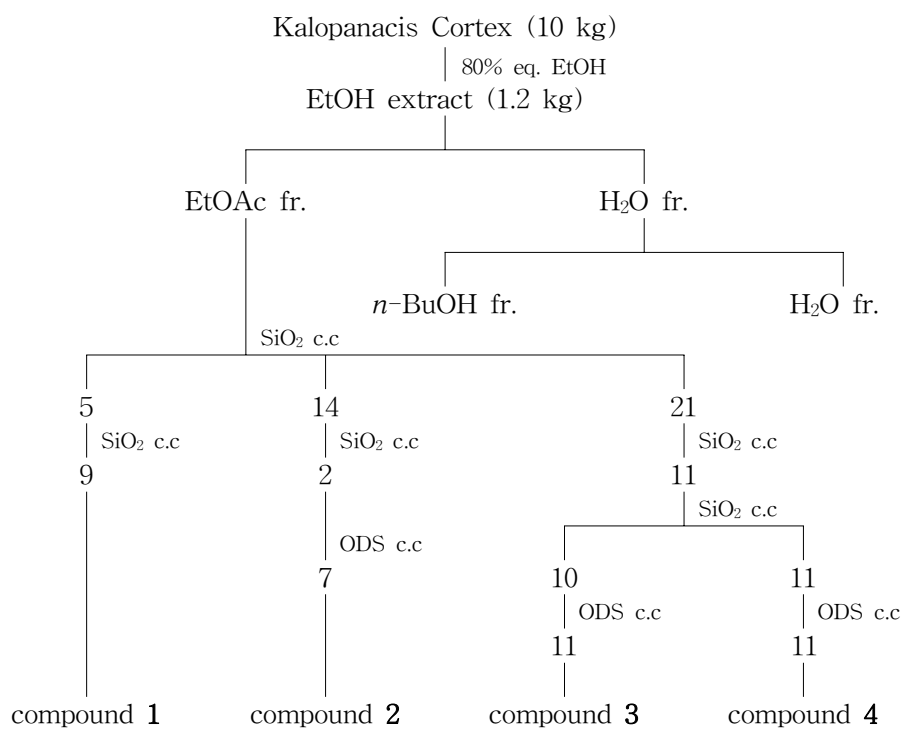 Kalopanacis Cortex (10 kg)
80% eq. EtOH
EtOH extract (1.2 kg)
EtOAc fr.
H₂O fr.
n-BuOH fr.
H₂O fr.
SiO₂ c.c
5
14
21
SiO₂ c.c
SiO₂ c.c
SiO₂ c.c
9
2
11
SiO₂ c.c
ODS c.c
7
10
11
ODS c.c
ODS c.c
11
11
compound 1
compound 2
compound 3
compound 4